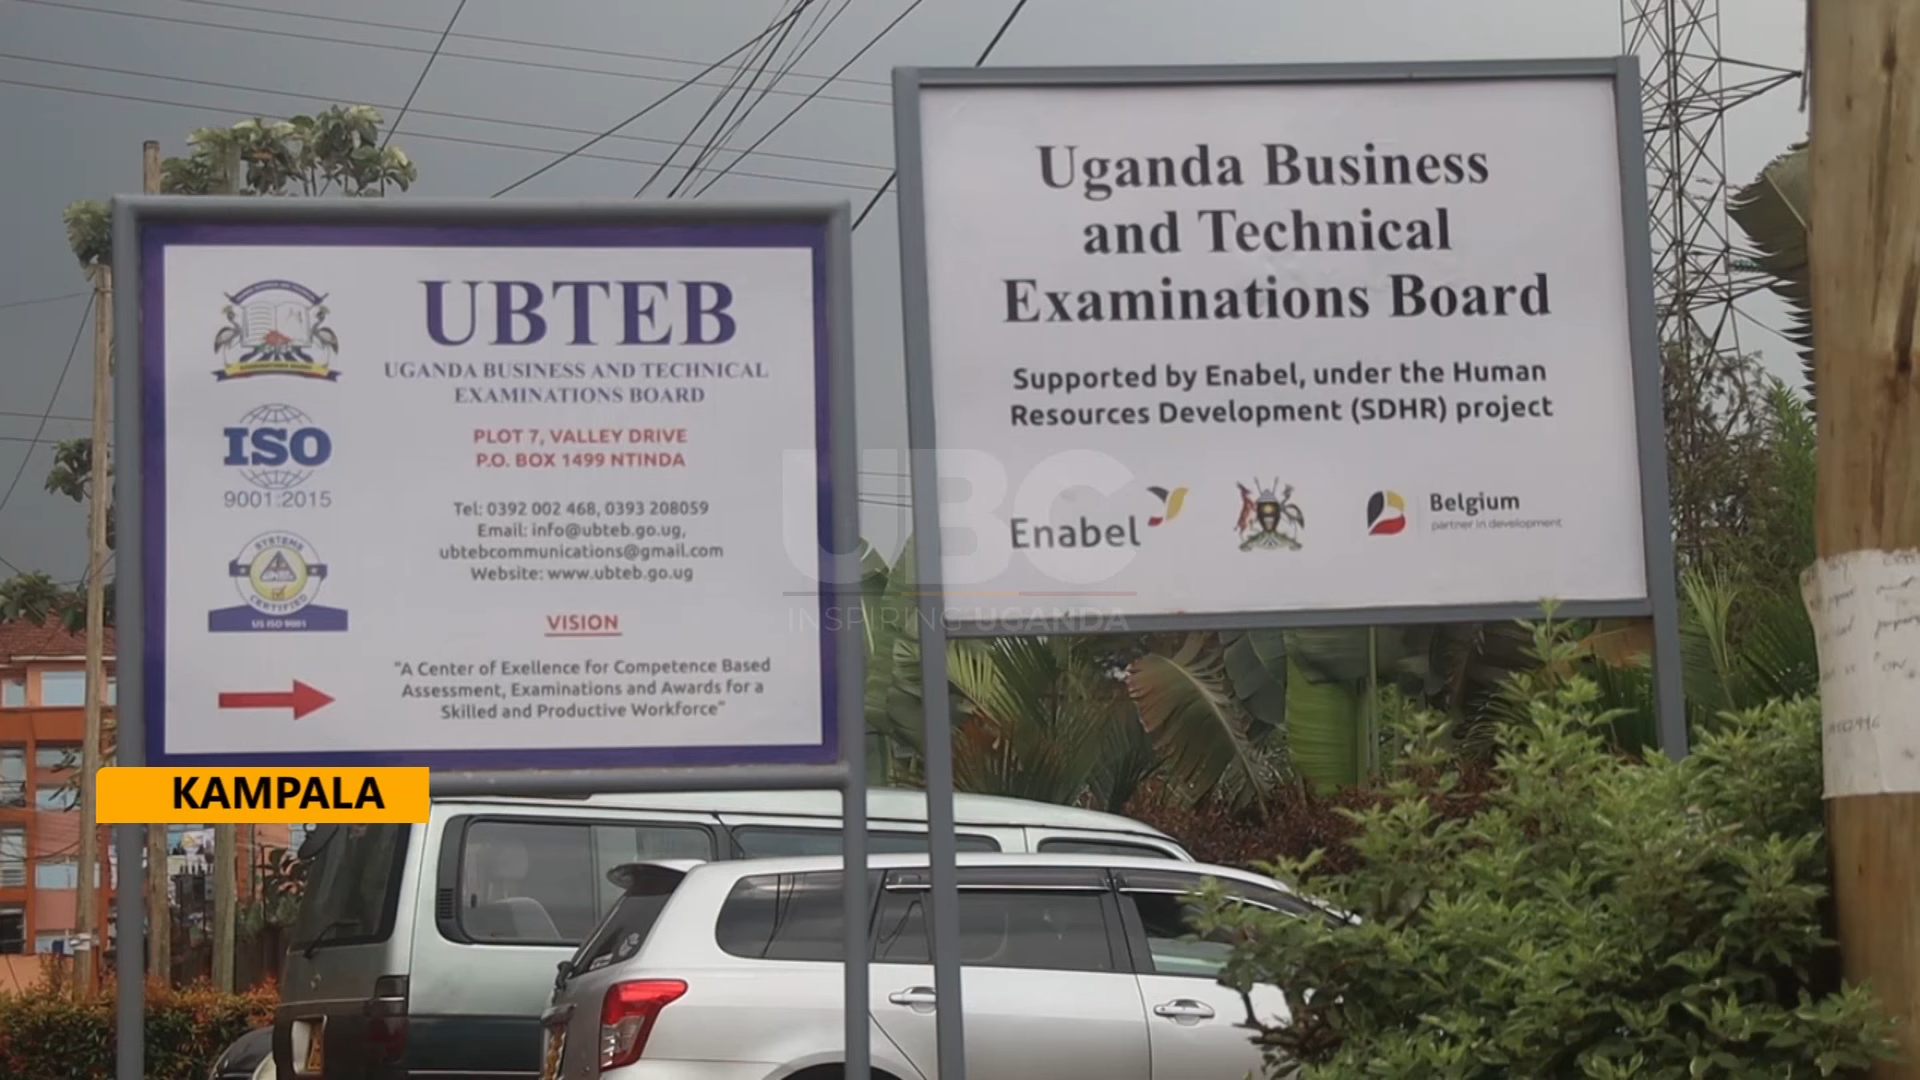 UBTEB
UGANDA BUSINESS AND TECHNICAL
EXAMINATIONS BOARD
PLOT 7, VALLEY DRIVE
P.O. BOX 1499 NTINDA
Tel: 0392 002 468, 0393 208059
Email: info@ubteb.go.ug,
ubtebcommunications@gmail.com
Website: www.ubteb.go.ug
VISION
"A Center of Exellence for Competence Based
Assessment, Examinations and Awards for a
Skilled and Productive Workforce"
ISO
9001:2015
SYSTEMS
CERTIFIED
US ISO 9001
Uganda Business
and Technical
Examinations Board
Supported by Enabel, under the Human
Resources Development (SDHR) project
Enabel
Belgium
partner in development
UBC
INSPIRING UGANDA
KAMPALA